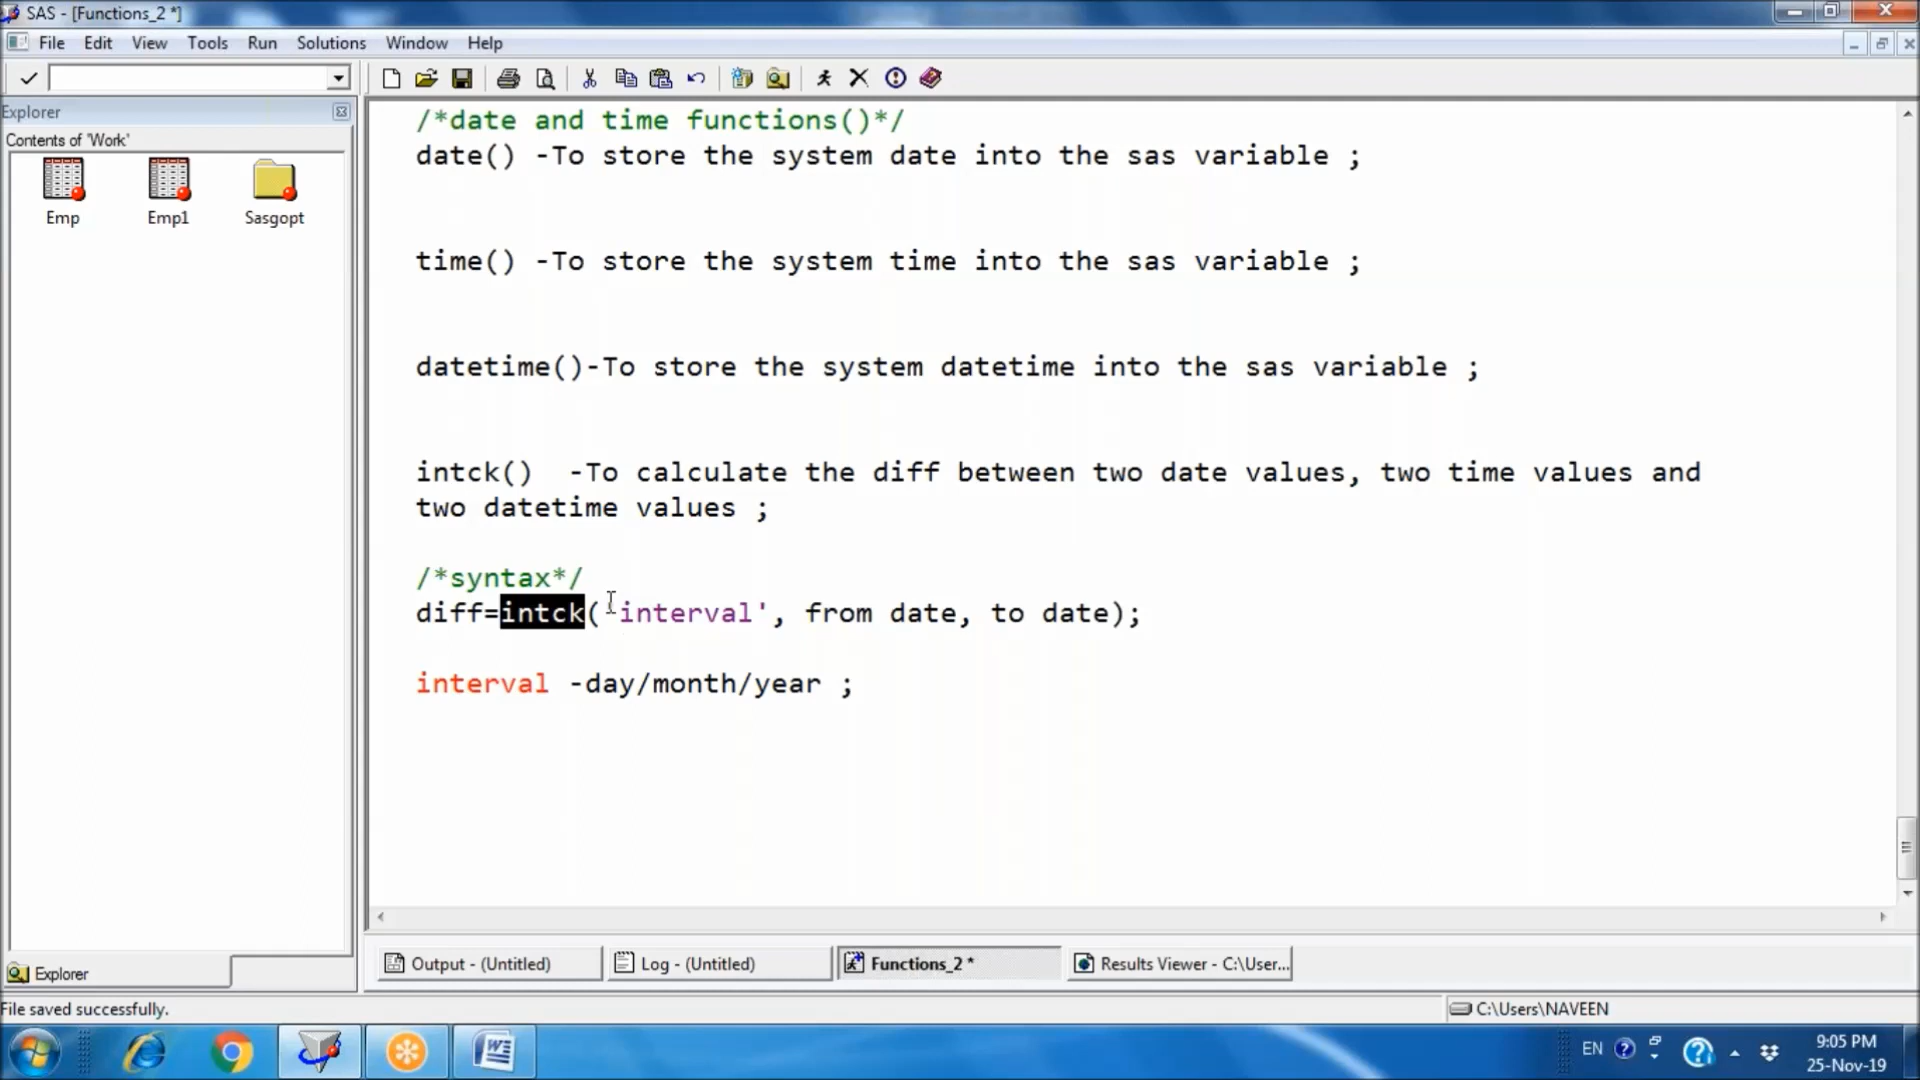 SAS - [Functions_2 *]
File Edit View Tools Run Solutions Window Help
Explorer
Contents of 'Work'
Emp Emp1 Sasgopt
/*date and time functions()*/
date() -To store the system date into the sas variable ;
time() -To store the system time into the sas variable ;
datetime()-To store the system datetime into the sas variable ;
intck() -To calculate the diff between two date values, two time values and
two datetime values ;
/*syntax*/
diff=intck('interval', from date, to date);
interval -day/month/year ;
Explorer
Output - (Untitled) Log - (Untitled) Functions_2 * Results Viewer - C:\User...
File saved successfully.
C:\Users\NAVEEN
EN
9:05 PM
25-Nov-19